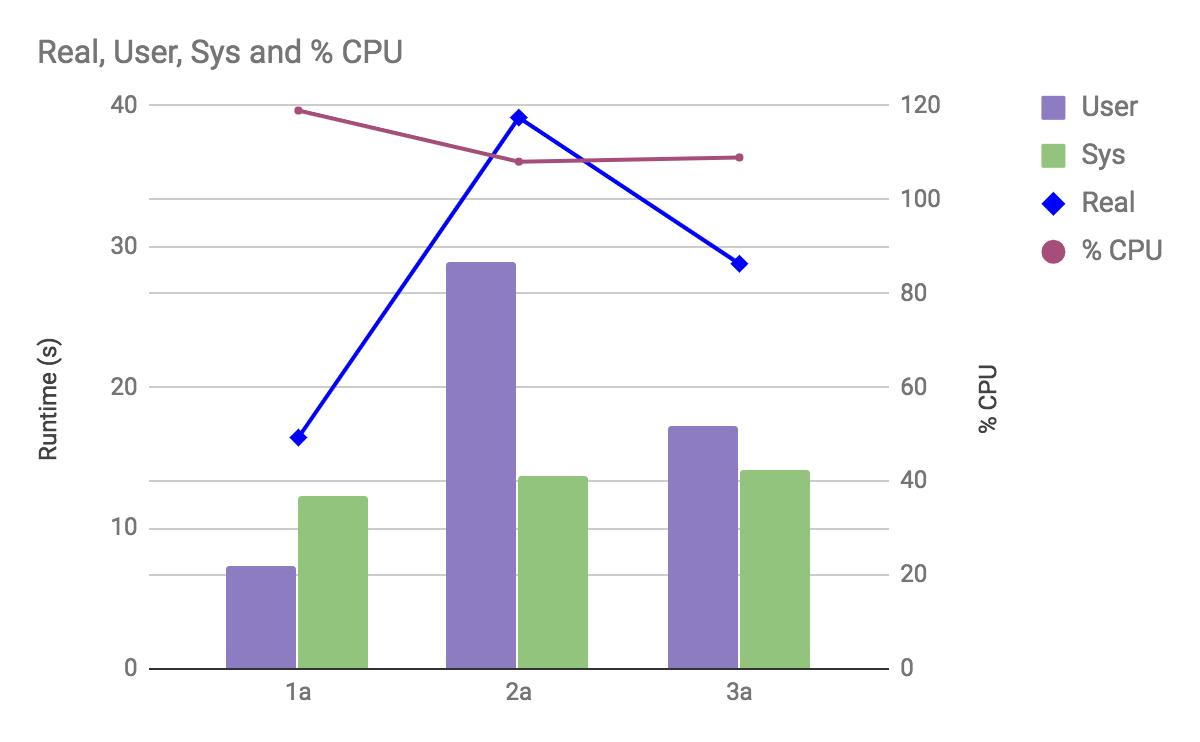 Real, User, Sys and % CPU
40
30
20
10
0
Runtime (s)
120
100
80
60
40
20
0
% CPU
1a
2a
3a
User
Sys
Real
% CPU